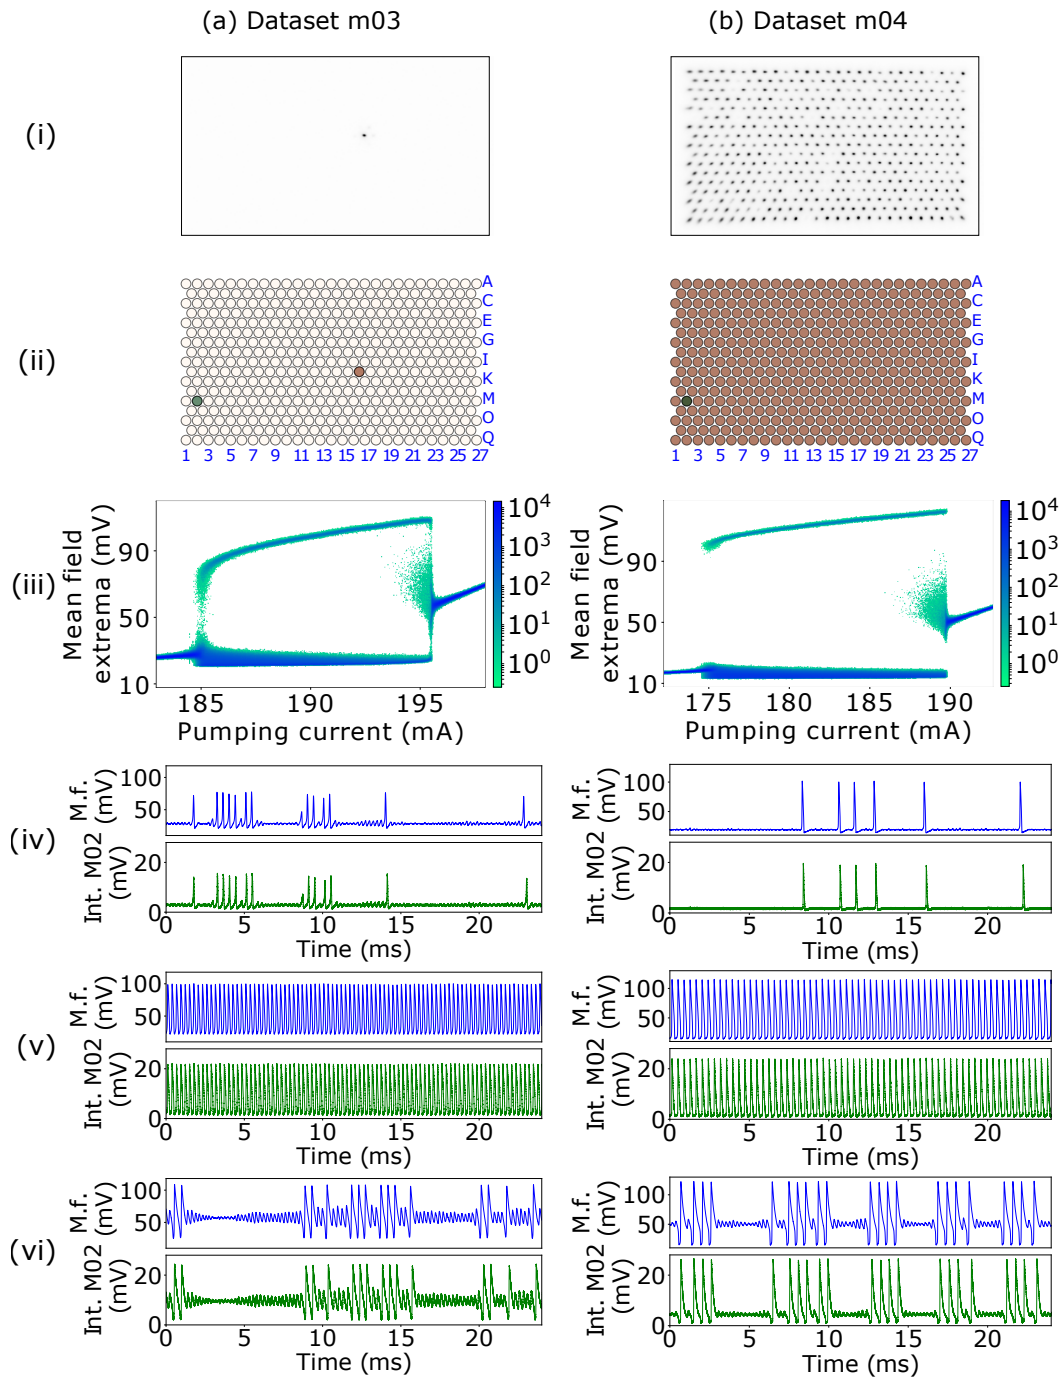 (a) Dataset m03
(b) Dataset m04
(i)
(ii)
A
C
E
G
I
K
M
O
Q
1 3 5 7 9 11 13 15 17 19 21 23 25 27
A
C
E
G
I
K
M
O
Q
1 3 5 7 9 11 13 15 17 19 21 23 25 27
(iii)
Mean field
extrema (mV)
90
50
10
10^4
10^3
10^2
10^1
10^0
185 190 195
Pumping current (mA)
Mean field
extrema (mV)
90
50
10
10^4
10^3
10^2
10^1
10^0
175 180 185 190
Pumping current (mA)
(iv)
M.f.
(mV)
100
50
Int. M02
(mV)
20
0
0 5 10 15 20
Time (ms)
M.f.
(mV)
100
50
Int. M02
(mV)
20
0
0 5 10 15 20
Time (ms)
(v)
M.f.
(mV)
100
50
Int. M02
(mV)
20
0
0 5 10 15 20
Time (ms)
M.f.
(mV)
100
50
Int. M02
(mV)
20
0
0 5 10 15 20
Time (ms)
(vi)
M.f.
(mV)
100
50
Int. M02
(mV)
20
0
0 5 10 15 20
Time (ms)
M.f.
(mV)
100
50
Int. M02
(mV)
20
0
0 5 10 15 20
Time (ms)